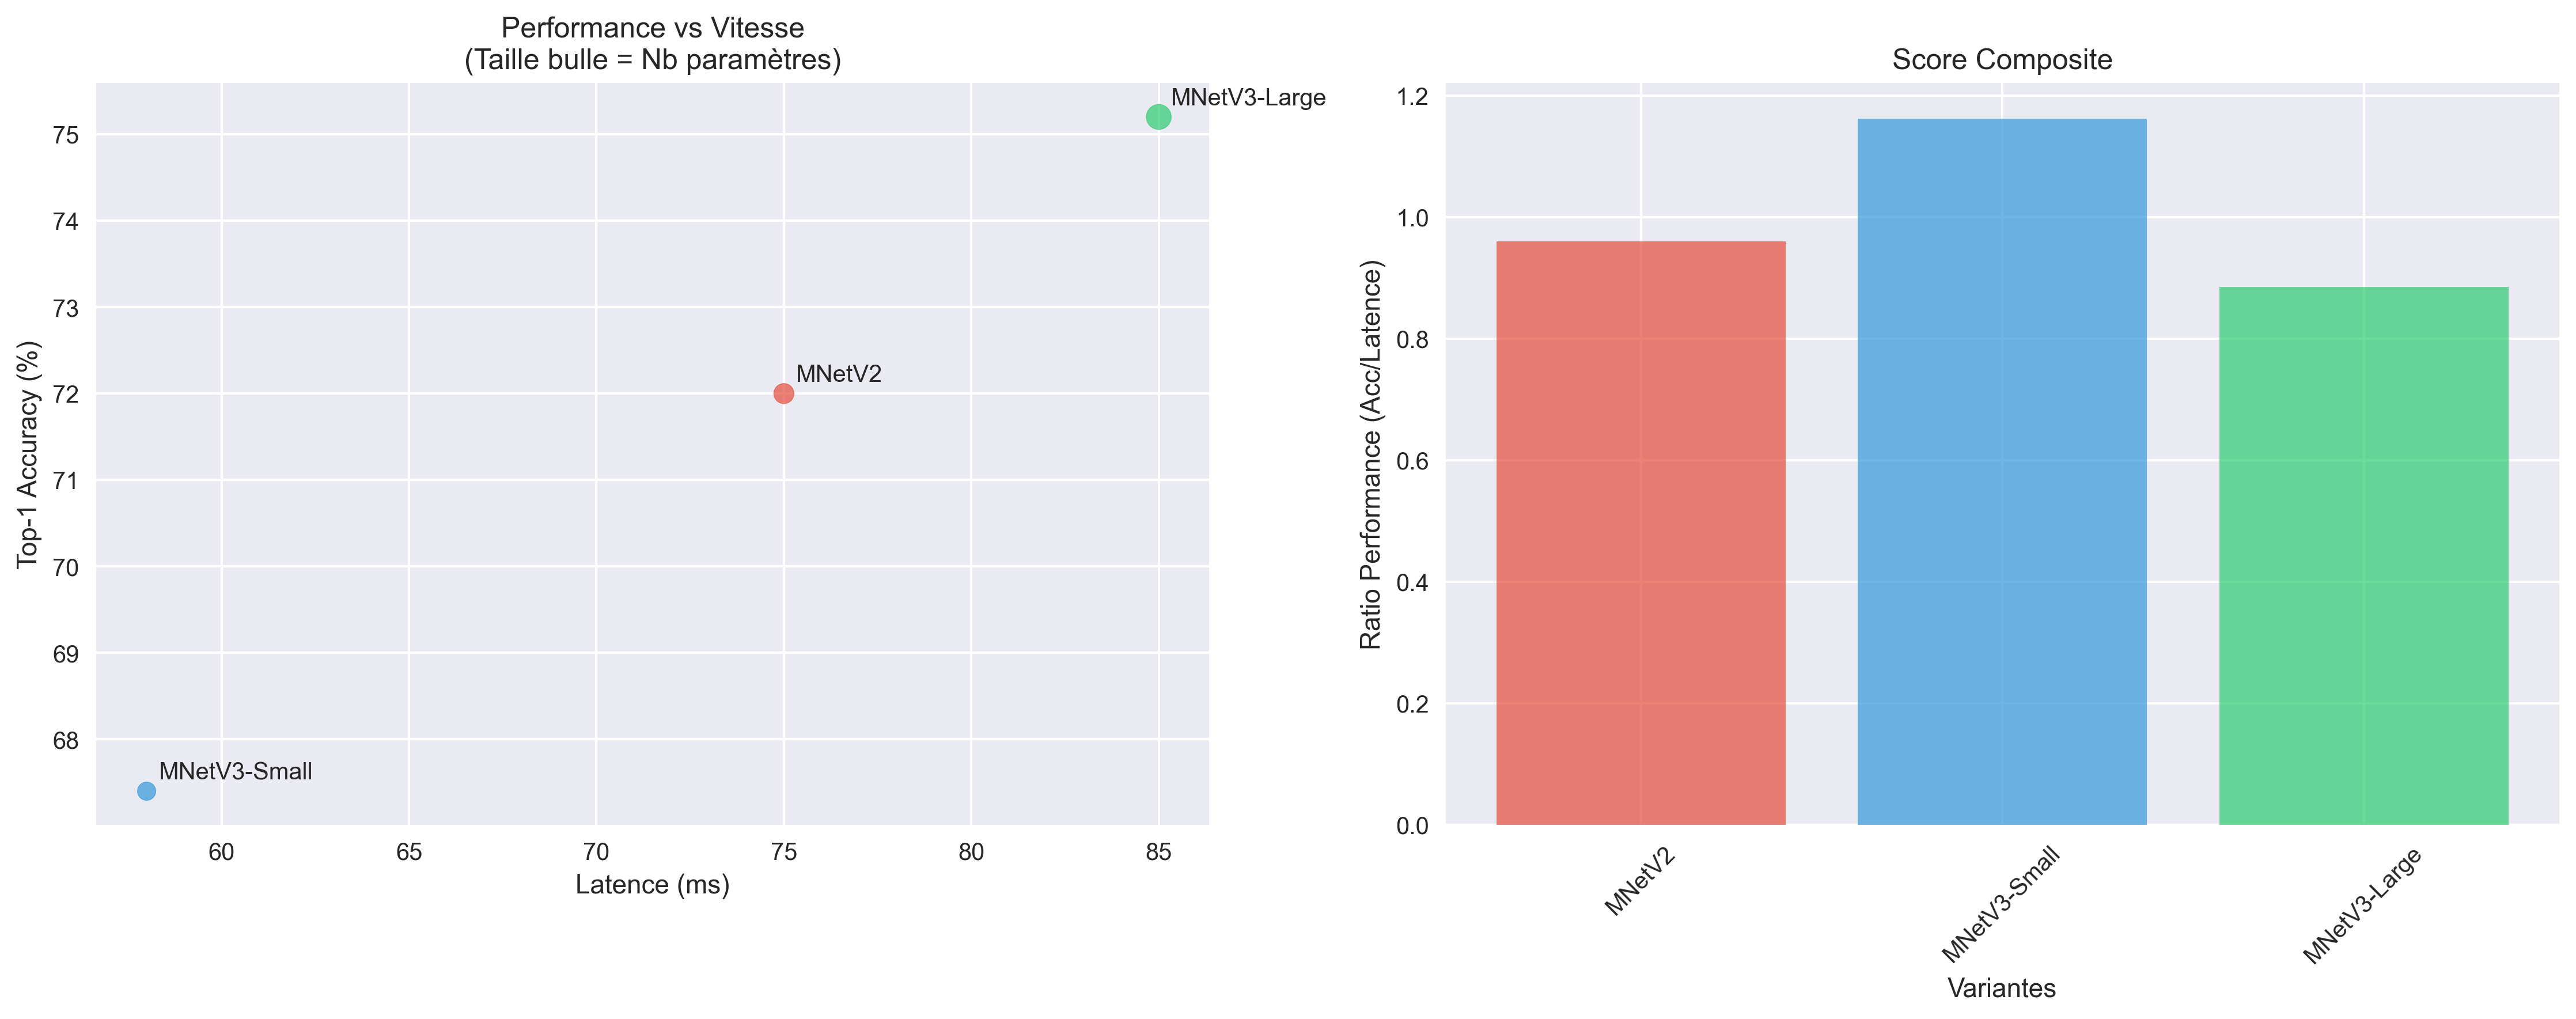 Performance vs Vitesse
(Taille bulle = Nb paramètres)
Top-1 Accuracy (%)
75
74
73
72
71
70
69
68
MNetV3-Large
MNetV2
MNetV3-Small
60
65
70
75
80
85
Latence (ms)
Score Composite
Ratio Performance (Acc/Latence)
1.2
1.0
0.8
0.6
0.4
0.2
0.0
MNetV2
MNetV3-Small
MNetV3-Large
Variantes